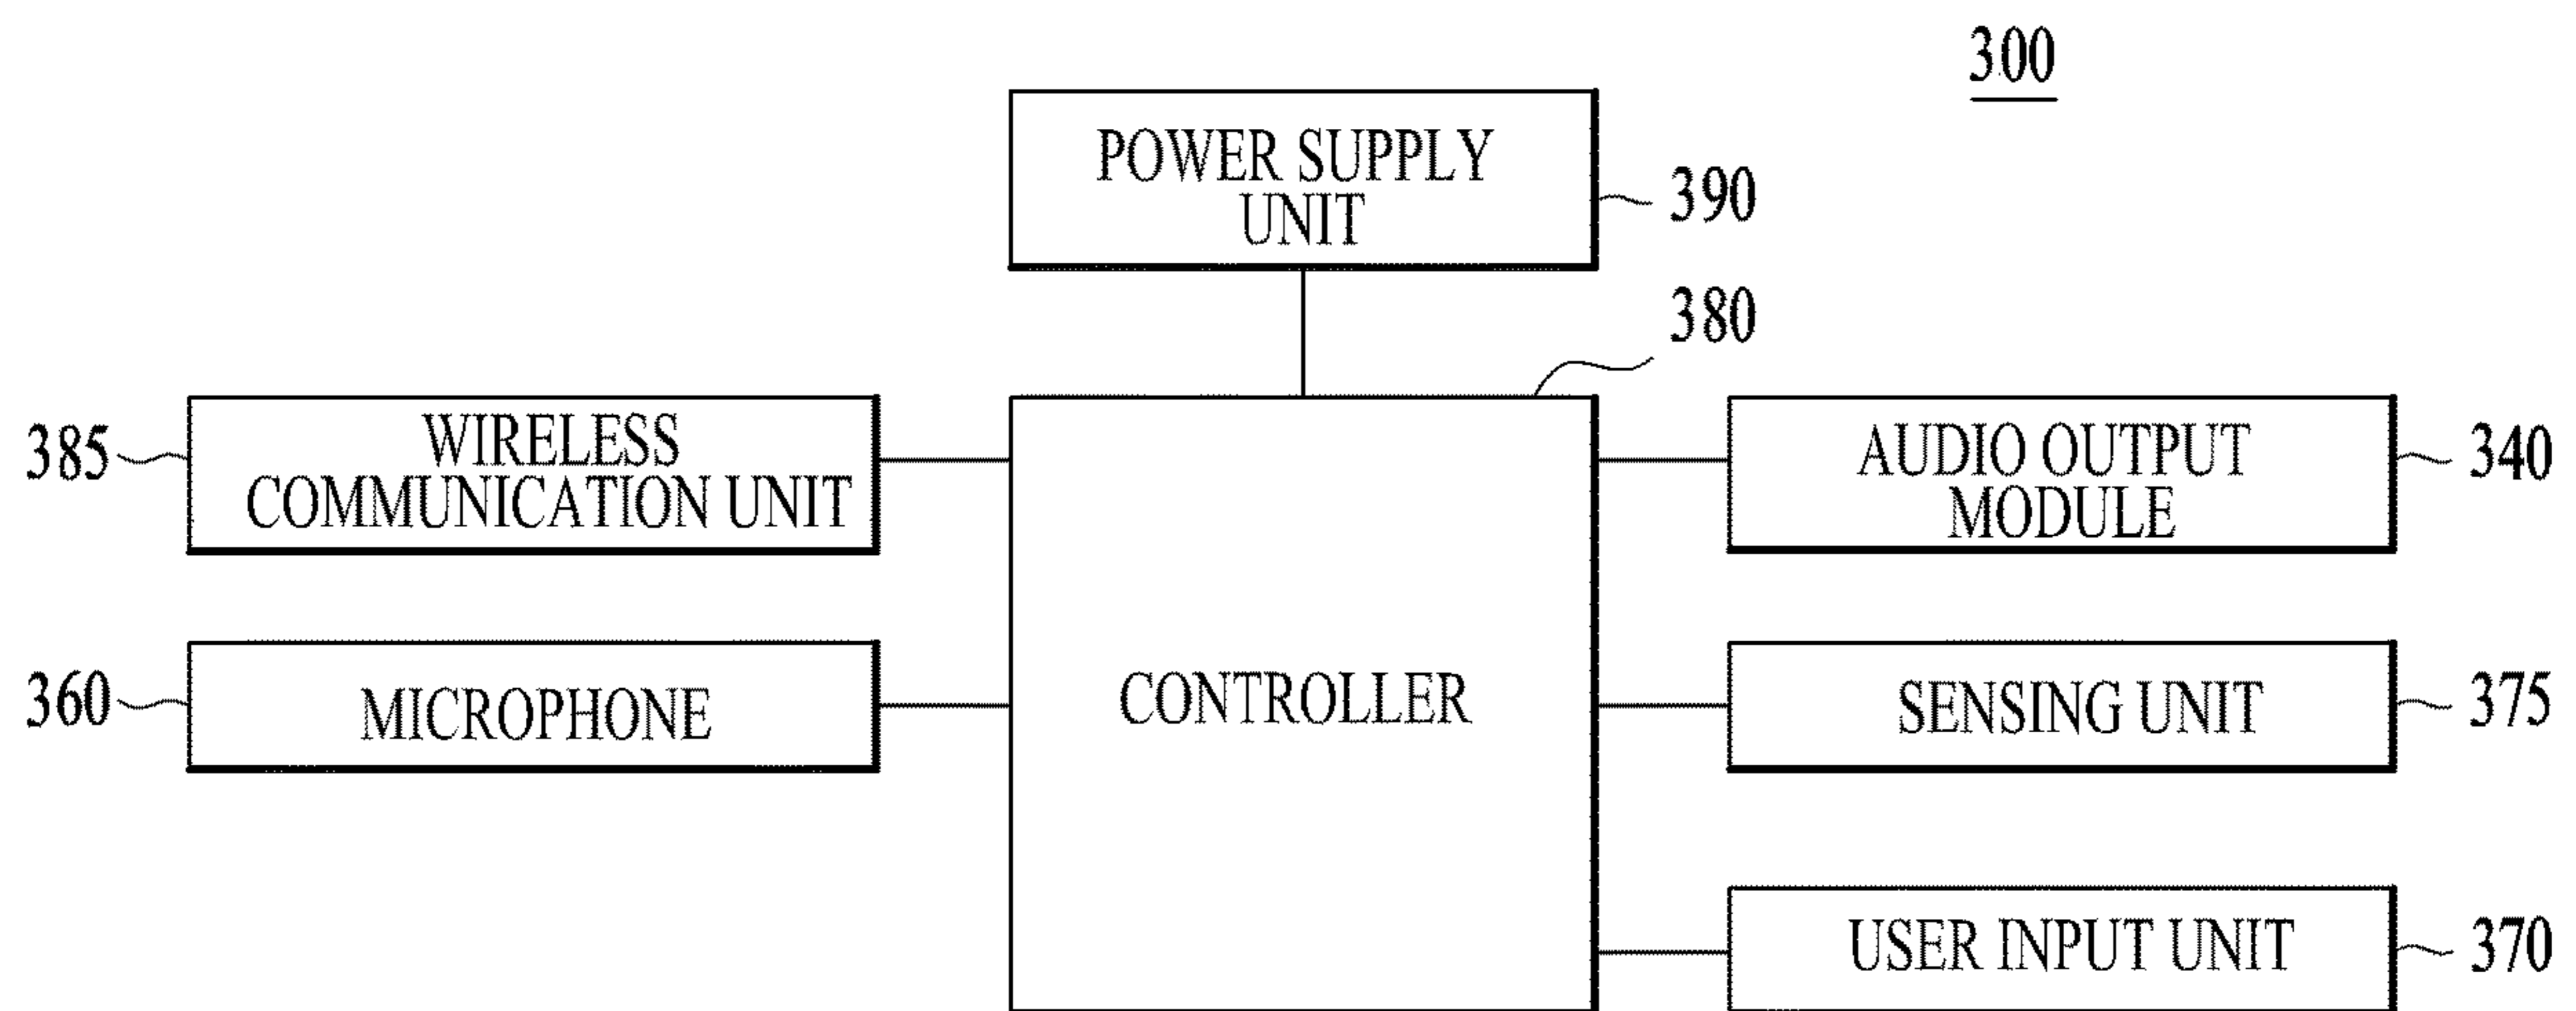 300
POWER SUPPLY
UNIT
390
380
385
WIRELESS
COMMUNICATION UNIT
AUDIO OUTPUT
MODULE
340
360
MICROPHONE
CONTROLLER
SENSING UNIT
375
USER INPUT UNIT
370